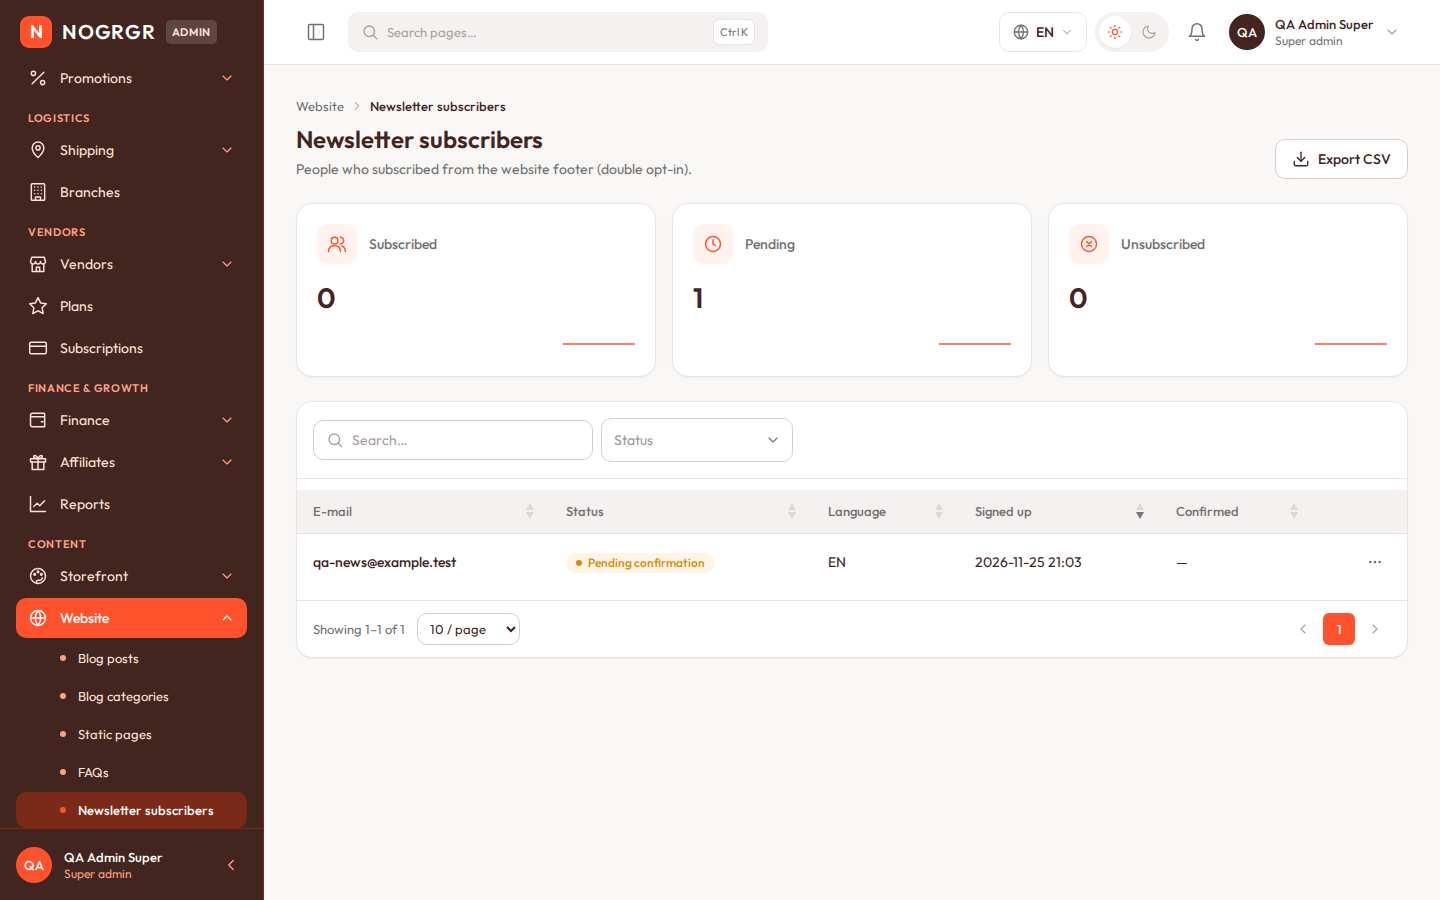 N NOGRGR ADMIN
Promotions
LOGISTICS
Shipping
Branches
VENDORS
Vendors
Plans
Subscriptions
FINANCE & GROWTH
Finance
Affiliates
Reports
CONTENT
Storefront
Website
Blog posts
Blog categories
Static pages
FAQs
Newsletter subscribers
QA QA Admin Super
Super admin
Search pages... Ctrl K
EN
QA QA Admin Super
Super admin
Website > Newsletter subscribers
Newsletter subscribers
People who subscribed from the website footer (double opt-in).
Export CSV
Subscribed
0
Pending
1
Unsubscribed
0
Search... Status
E-mail Status Language Signed up Confirmed
qa-news@example.test Pending confirmation EN 2026-11-25 21:03 —
Showing 1–1 of 1 10 / page 1